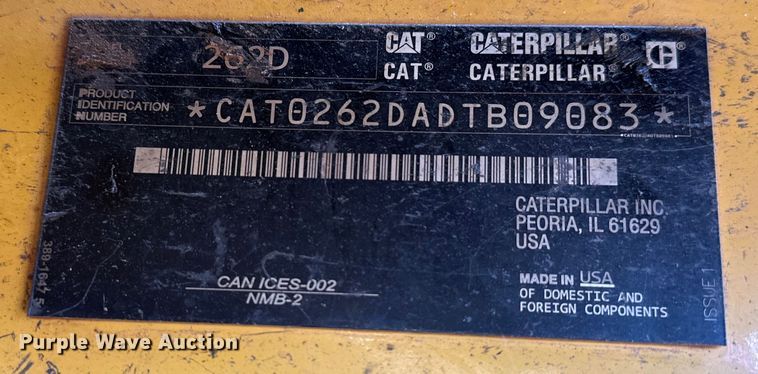 262D
CAT® CATERPILLAR®
CAT® CATERPILLAR®
PRODUCT
IDENTIFICATION
NUMBER
*CAT0262DADTB09083*
CATERPILLAR INC.
PEORIA, IL 61629
USA
MADE IN USA
OF DOMESTIC AND
FOREIGN COMPONENTS
CAN ICES-002
NMB-2
ISSUE 1
Purple Wave Auction